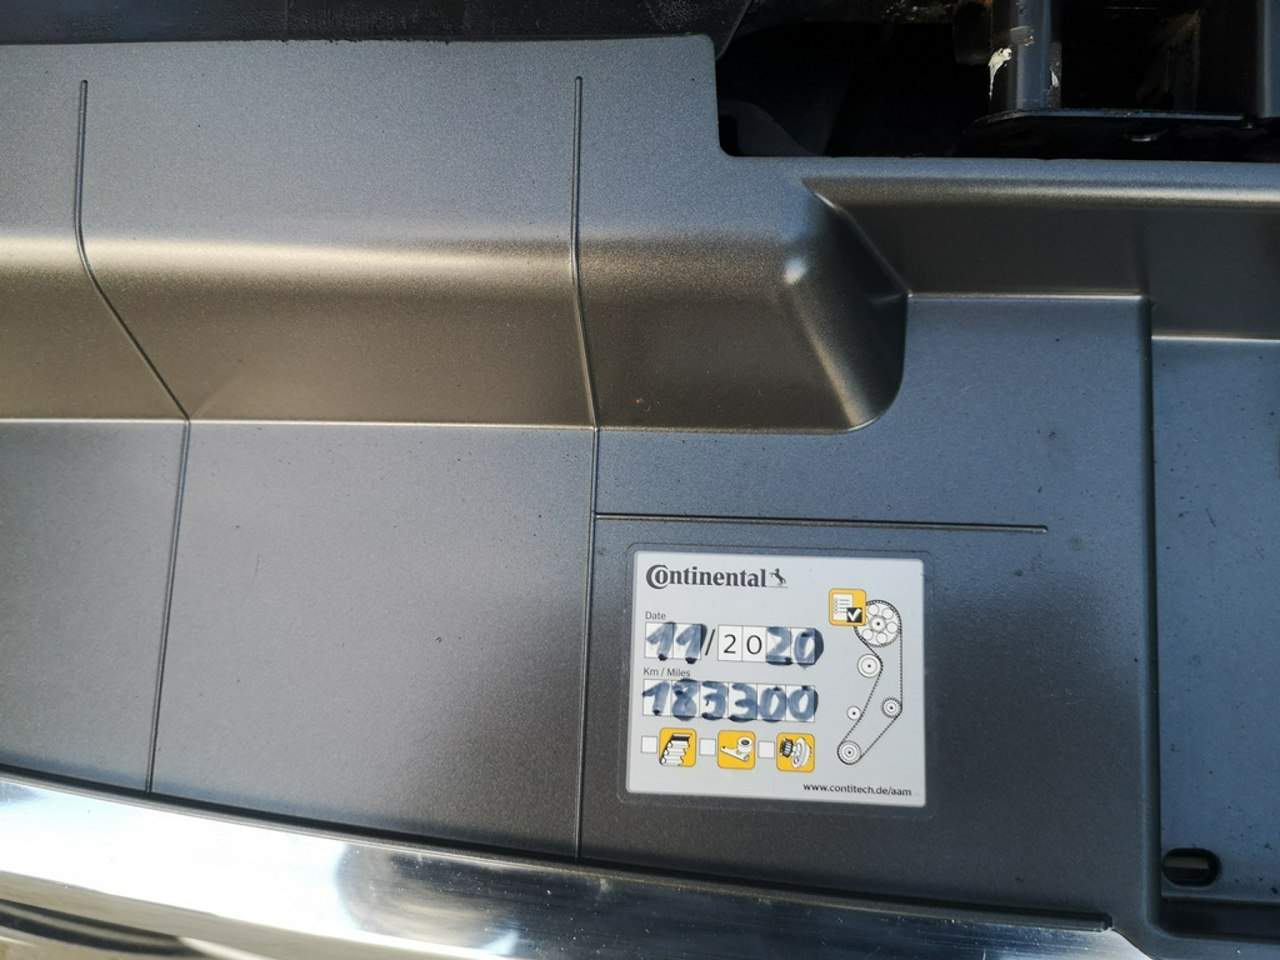 Continental
Date
11/2020
Km / Miles
183300
www.contitech.de/aam